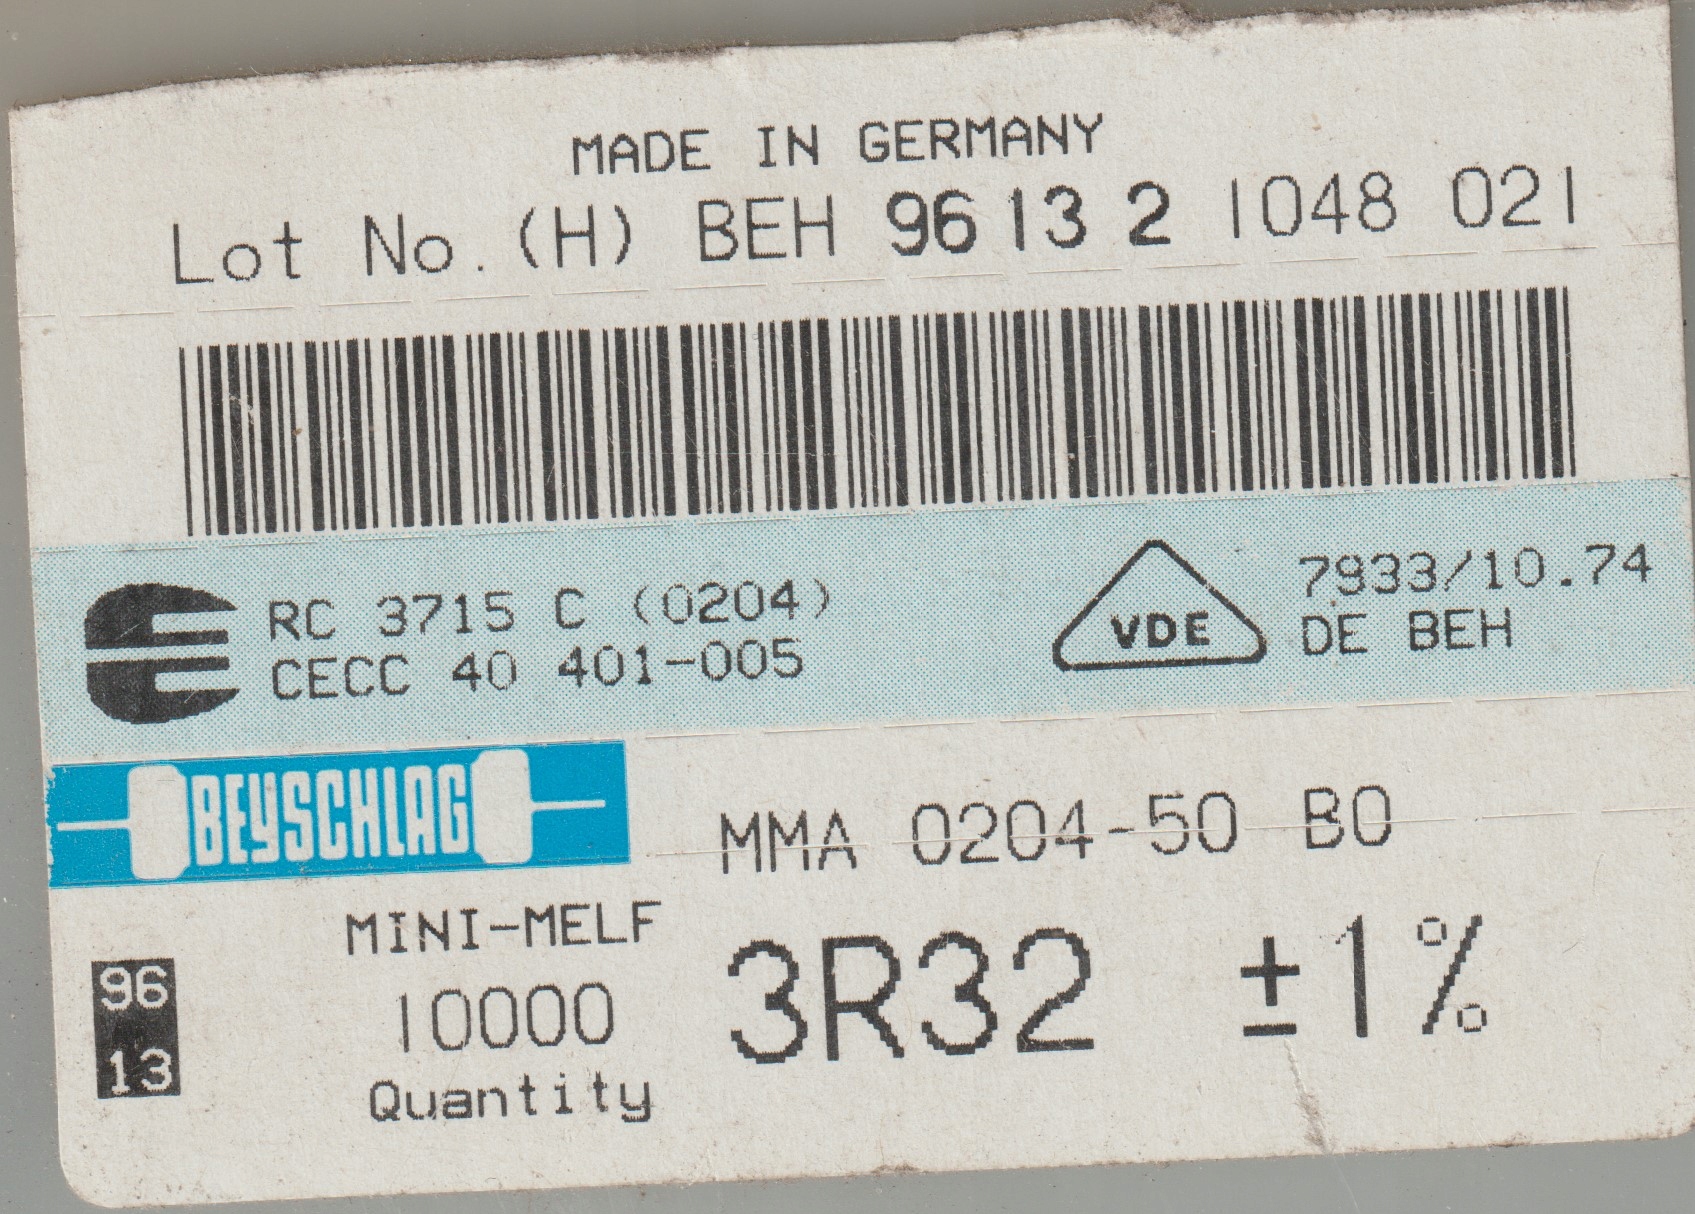 MADE IN GERMANY
Lot No. (H) BEH 96 13 2 1048 021
RC 3715 C (0204)
CECC 40 401-005
VDE
7933/10.74
DE BEH
BEYSCHLAG
MMA 0204-50 B0
MINI-MELF
3R32 ±1%
96
13
10000
Quantity